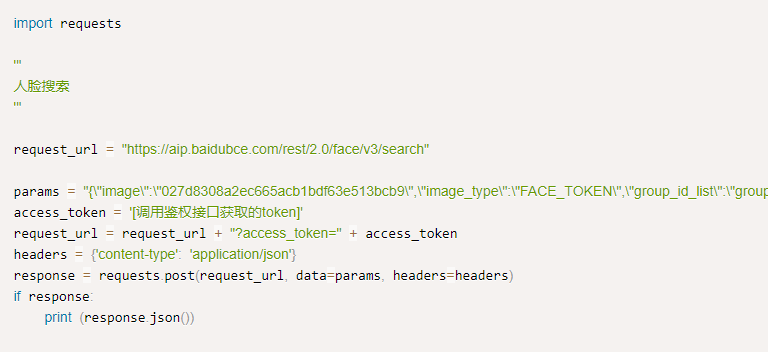 import requests
'''
人脸搜索
'''
request_url = "https://aip.baidubce.com/rest/2.0/face/v3/search"
params = "{\"image\":\"027d8308a2ec665acb1bdf63e513bcb9\",\"image_type\":\"FACE_TOKEN\",\"group_id_list\":\"group
access_token = '[调用鉴权接口获取的token]'
request_url = request_url + "?access_token=" + access_token
headers = {'content-type': 'application/json'}
response = requests.post(request_url, data=params, headers=headers)
if response:
    print (response.json())